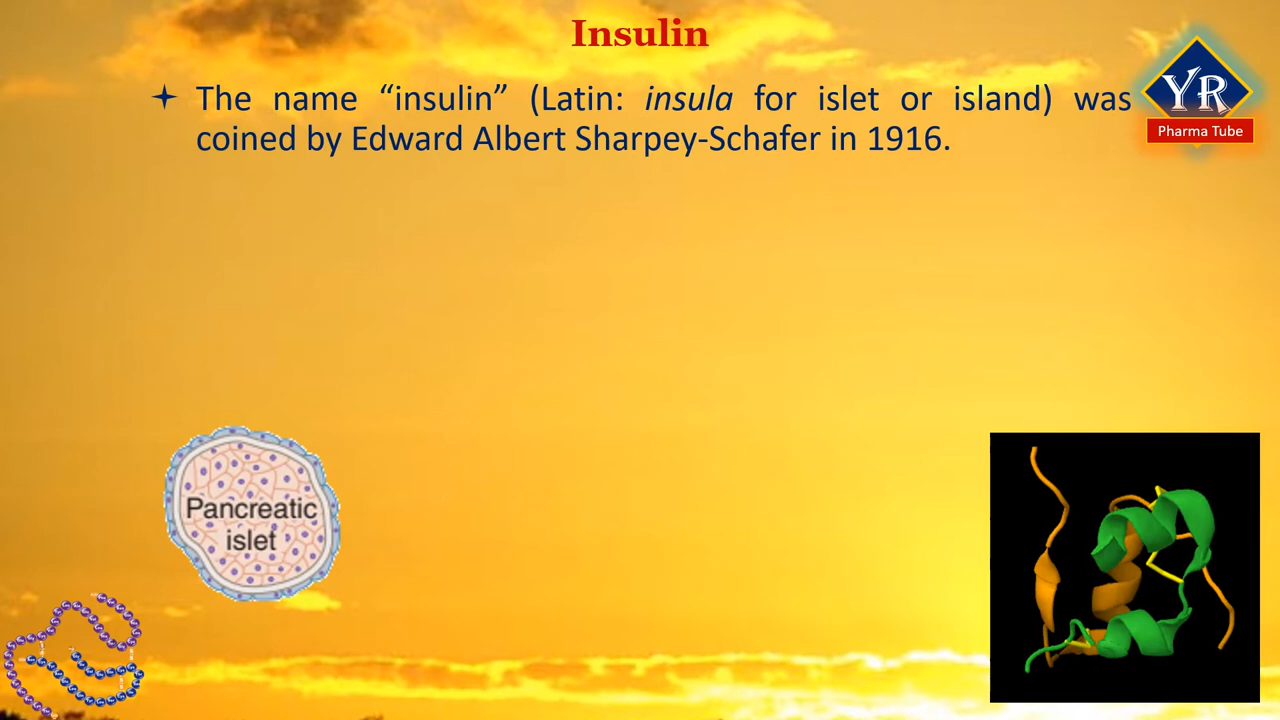 Insulin
The name “insulin” (Latin: insula for islet or island) was
coined by Edward Albert Sharpey-Schafer in 1916.
YR
Pharma Tube
Pancreatic
islet